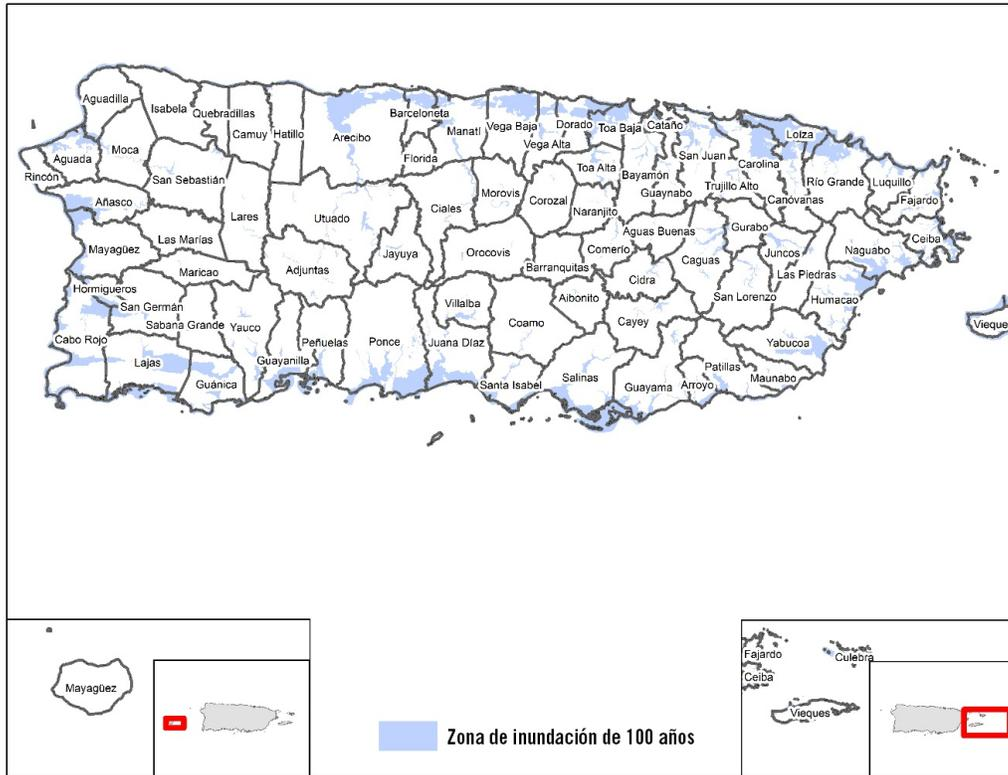 Aguadilla
Isabela
Quebradillas
Camuy
Hatillo
Arecibo
Barceloneta
Manatí
Vega Baja
Vega Alta
Dorado
Toa Baja
Cataño
Loíza
Aguada
Moca
Rincón
San Sebastián
Florida
Toa Alta
Bayamón
San Juan
Guaynabo
Trujillo Alto
Carolina
Canóvanas
Río Grande
Luquillo
Fajardo
Añasco
Lares
Utuado
Ciales
Morovis
Corozal
Naranjito
Aguas Buenas
Gurabo
Ceiba
Mayagüez
Las Marías
Maricao
Adjuntas
Jayuya
Orocovis
Barranquitas
Comerío
Cidra
Caguas
Juncos
Las Piedras
Naguabo
Hormigueros
San Germán
Sabana Grande
Yauco
Villalba
Aibonito
Coamo
Cayey
San Lorenzo
Humacao
Vieques
Cabo Rojo
Lajas
Guánica
Guayanilla
Peñuelas
Ponce
Juana Díaz
Santa Isabel
Salinas
Guayama
Arroyo
Patillas
Maunabo
Yabucoa
Mayagüez
Fajardo
Ceiba
Culebra
Vieques
Zona de inundación de 100 años